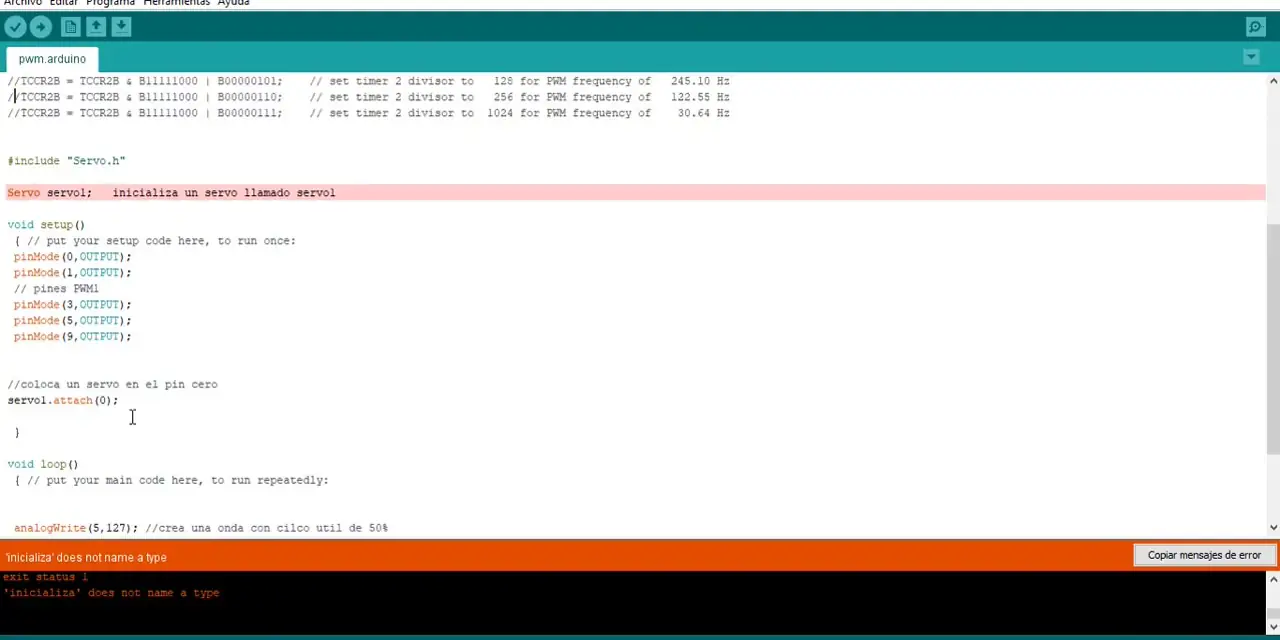 Archivo Editar Programa Herramientas Ayuda
pwm.arduino
//TCCR2B = TCCR2B & B11111000 | B00000101; // set timer 2 divisor to 128 for PWM frequency of 245.10 Hz
//TCCR2B = TCCR2B & B11111000 | B00000110; // set timer 2 divisor to 256 for PWM frequency of 122.55 Hz
//TCCR2B = TCCR2B & B11111000 | B00000111; // set timer 2 divisor to 1024 for PWM frequency of 30.64 Hz
#include "Servo.h"
Servo servo1; inicializa un servo llamado servo1
void setup()
{ // put your setup code here, to run once:
pinMode(0,OUTPUT);
pinMode(1,OUTPUT);
// pines PWM1
pinMode(3,OUTPUT);
pinMode(5,OUTPUT);
pinMode(9,OUTPUT);
//coloca un servo en el pin cero
servo1.attach(0);
}
void loop()
{ // put your main code here, to run repeatedly:
analogWrite(5,127); //crea una onda con cilco util de 50%
'inicializa' does not name a type
Copiar mensajes de error
exit status 1
'inicializa' does not name a type